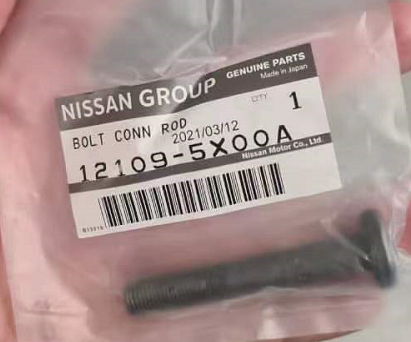 NISSAN GROUP GENUINE PARTS
Made in Japan
BOLT CONN ROD QTY 1
2021/03/12
12109-5X00A
Nissan Motor Co., Ltd.